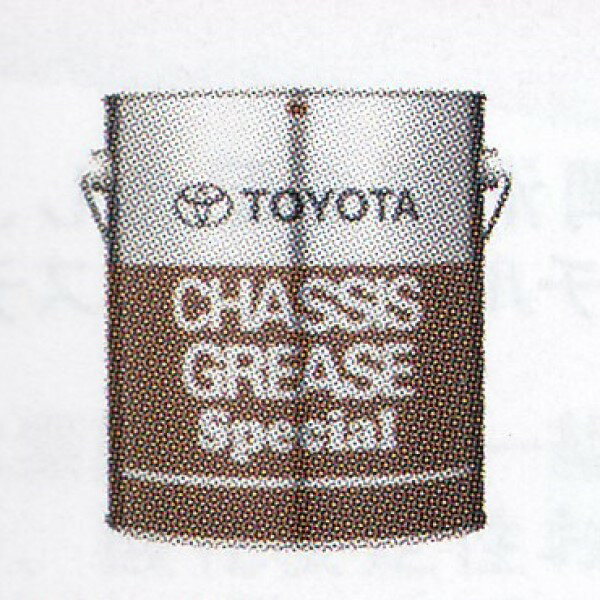 TOYOTA
CHASSIS
GREASE
Special